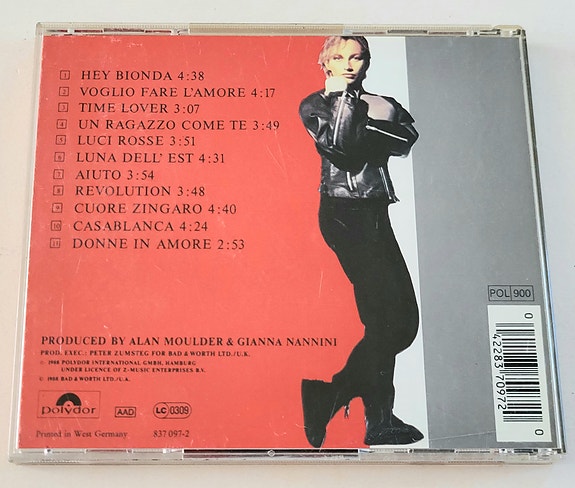 1 HEY BIONDA 4:38
2 VOGLIO FARE L'AMORE 4:17
3 TIME LOVER 3:07
4 UN RAGAZZO COME TE 3:49
5 LUCI ROSSE 3:51
6 LUNA DELL' EST 4:31
7 AIUTO 3:54
8 REVOLUTION 3:48
9 CUORE ZINGARO 4:40
10 CASABLANCA 4:24
11 DONNE IN AMORE 2:53
POL 900
PRODUCED BY ALAN MOULDER & GIANNA NANNINI
PROD. EXEC.: PETER ZUMSTEG FOR BAD & WORTH LTD./U.K.
℗ 1988 POLYDOR INTERNATIONAL GMBH, HAMBURG
UNDER LICENCE OF Z-MUSIC ENTERPRISES B.V.
© 1988 BAD & WORTH LTD./U.K.
polydor
AAD
LC 0309
Printed in West Germany 837 097-2
0 42283 70972 0